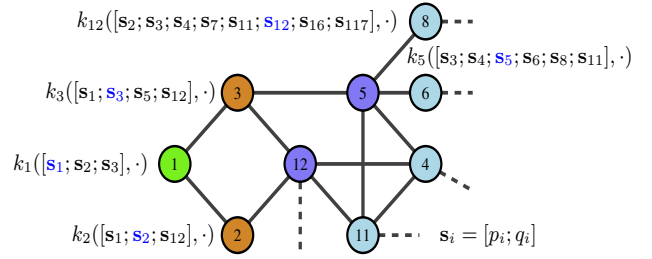 k₁₂([s₂; s₃; s₄; s₇; s₁₁; s₁₂; s₁₆; s₁₁₇], ·)
8
k₅([s₃; s₄; s₅; s₆; s₈; s₁₁], ·)
k₃([s₁; s₃; s₅; s₁₂], ·)
3
5
6
k₁([s₁; s₂; s₃], ·)
1
12
4
k₂([s₁; s₂; s₁₂], ·)
2
11
sᵢ = [pᵢ; qᵢ]